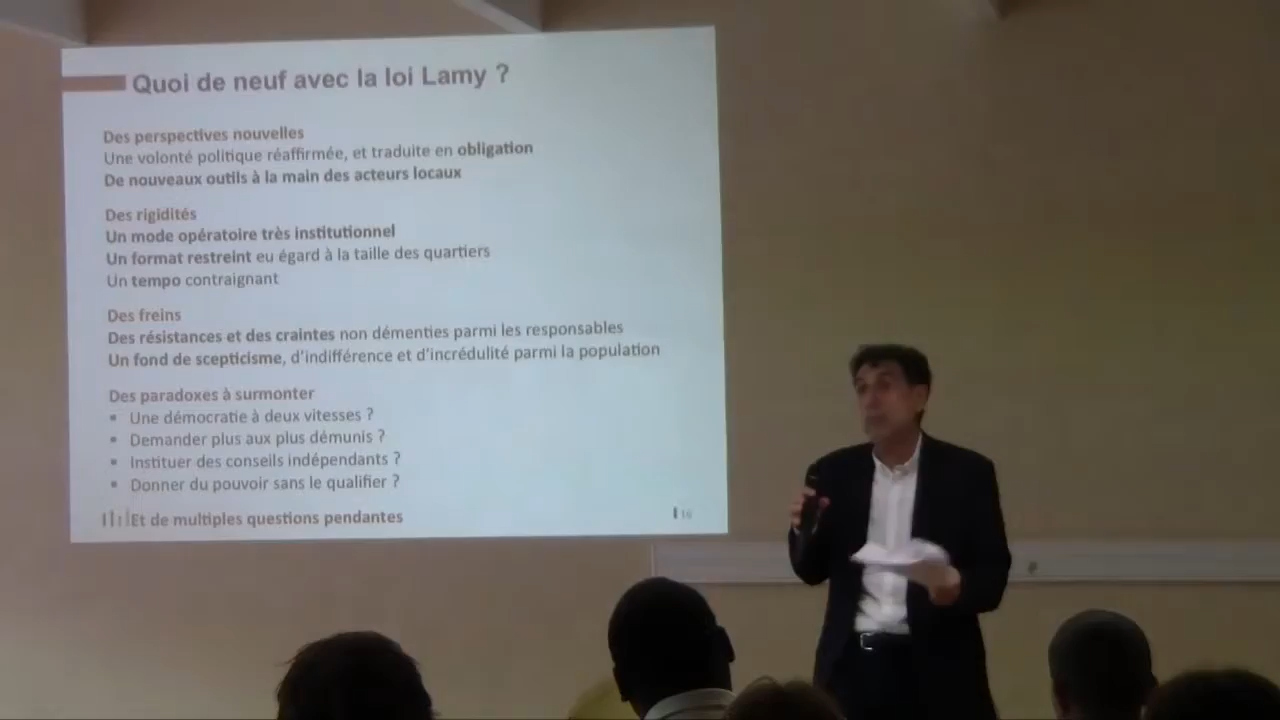 Quoi de neuf avec la loi Lamy ?
Des perspectives nouvelles
Une volonté politique réaffirmée, et traduite en obligation
De nouveaux outils à la main des acteurs locaux
Des rigidités
Un mode opératoire très institutionnel
Un format restreint eu égard à la taille des quartiers
Un tempo contraignant
Des freins
Des résistances et des craintes non démenties parmi les responsables
Un fond de scepticisme, d'indifférence et d'incrédulité parmi la population
Des paradoxes à surmonter
▪ Une démocratie à deux vitesses ?
▪ Demander plus aux plus démunis ?
▪ Instituer des conseils indépendants ?
▪ Donner du pouvoir sans le qualifier ?
Et de multiples questions pendantes
16